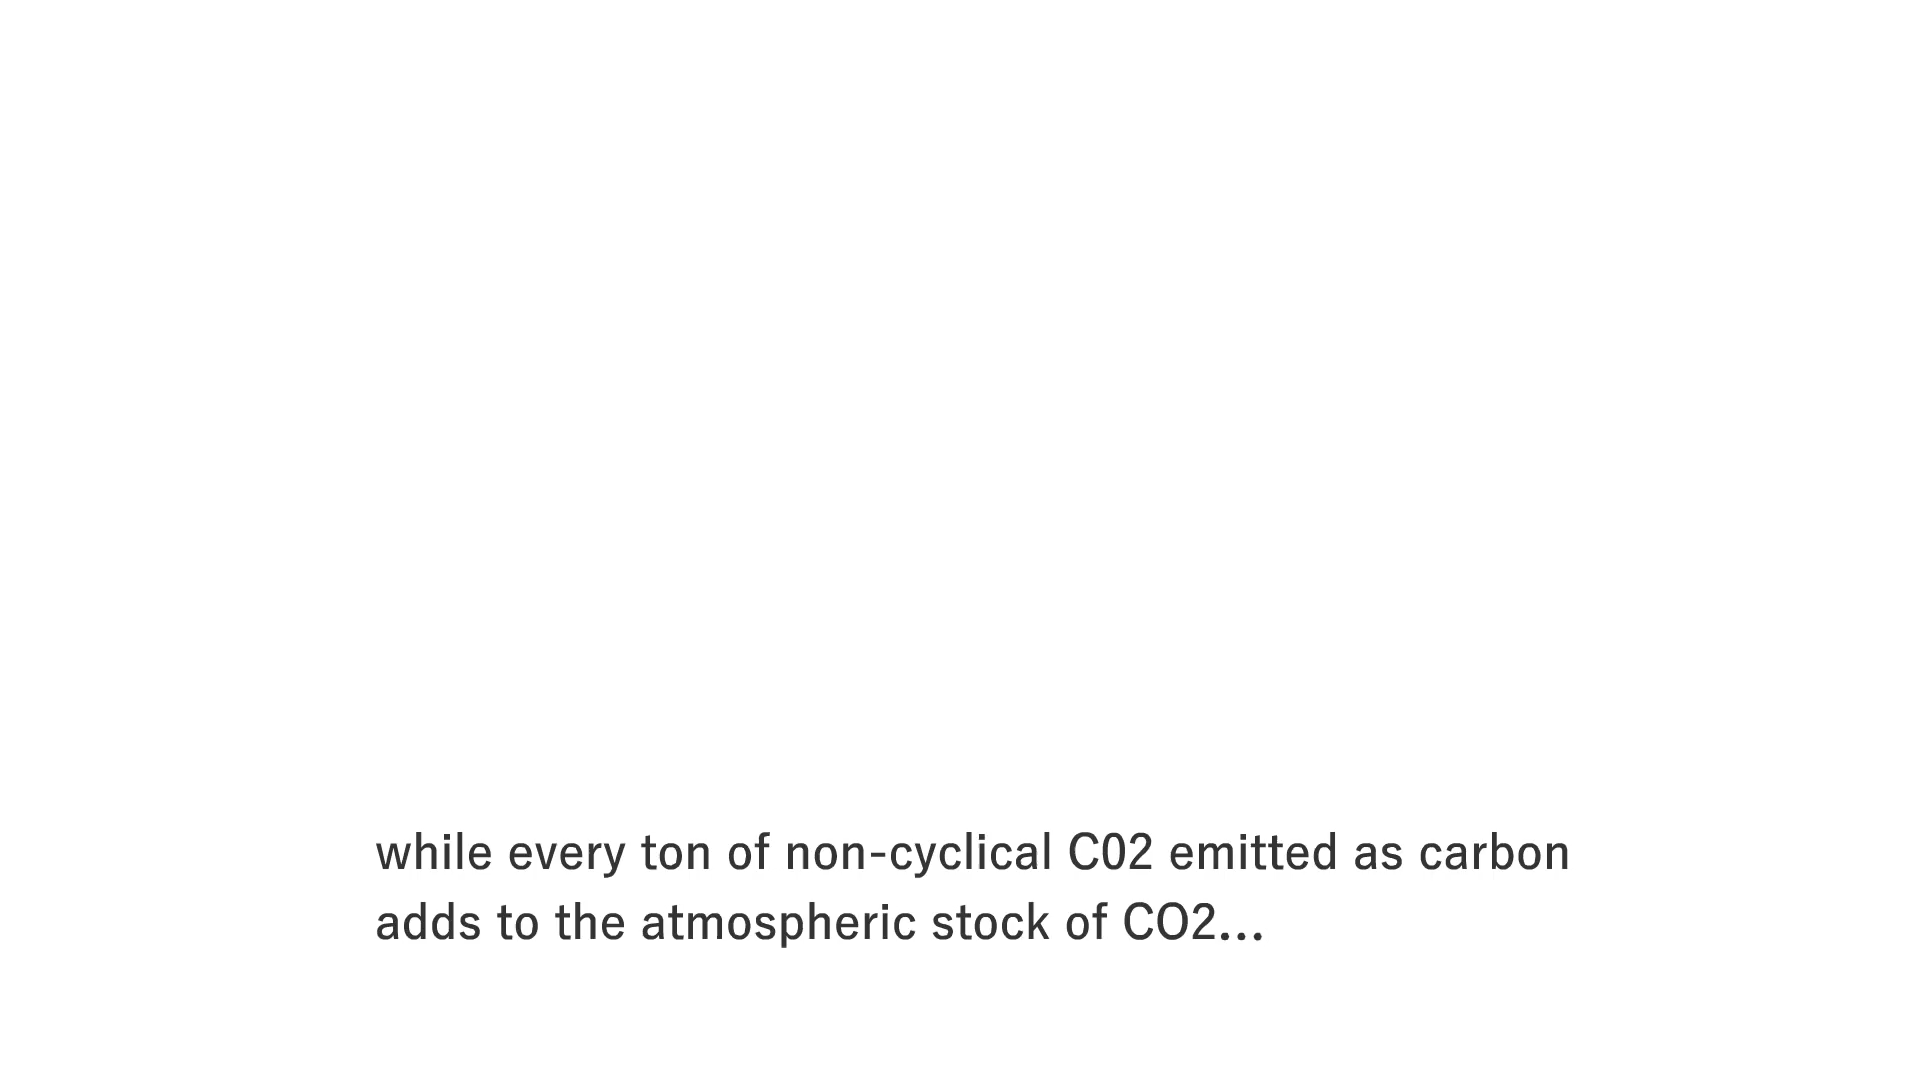 while every ton of non-cyclical C02 emitted as carbon
adds to the atmospheric stock of CO2...